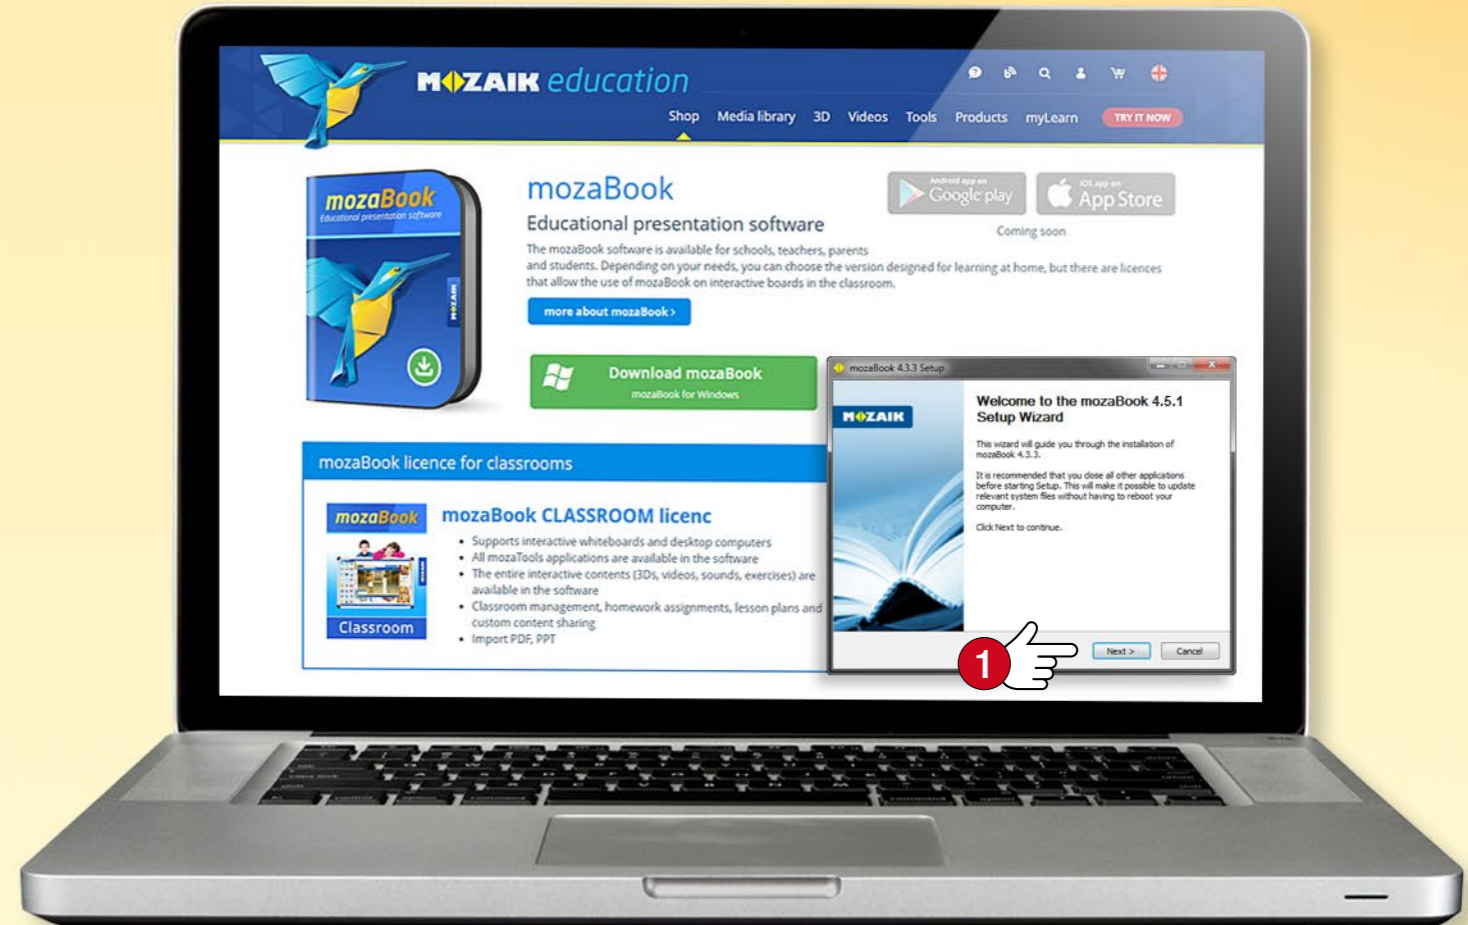 MOZAIK education
Shop Media library 3D Videos Tools Products myLearn TRY IT NOW
mozaBook
Educational presentation software
MOZAIK
mozaBook
Educational presentation software
The mozaBook software is available for schools, teachers, parents
and students. Depending on your needs, you can choose the version designed for learning at home, but there are licences
that allow the use of mozaBook on interactive boards in the classroom.
more about mozaBook >
Android app on
Google play
iOS app on
App Store
Coming soon
Download mozaBook
mozaBook for Windows
mozaBook licence for classrooms
mozaBook
Classroom
mozaBook CLASSROOM licenc
• Supports interactive whiteboards and desktop computers
• All mozaTools applications are available in the software
• The entire interactive contents (3Ds, videos, sounds, exercises) are
available in the software
• Classroom management, homework assignments, lesson plans and
custom content sharing
• Import PDF, PPT
mozaBook 4.3.3 Setup
MOZAIK
Welcome to the mozaBook 4.5.1
Setup Wizard
This wizard will guide you through the installation of
mozaBook 4.3.3.
It is recommended that you close all other applications
before starting Setup. This will make it possible to update
relevant system files without having to reboot your
computer.
Click Next to continue.
1
Next >
Cancel